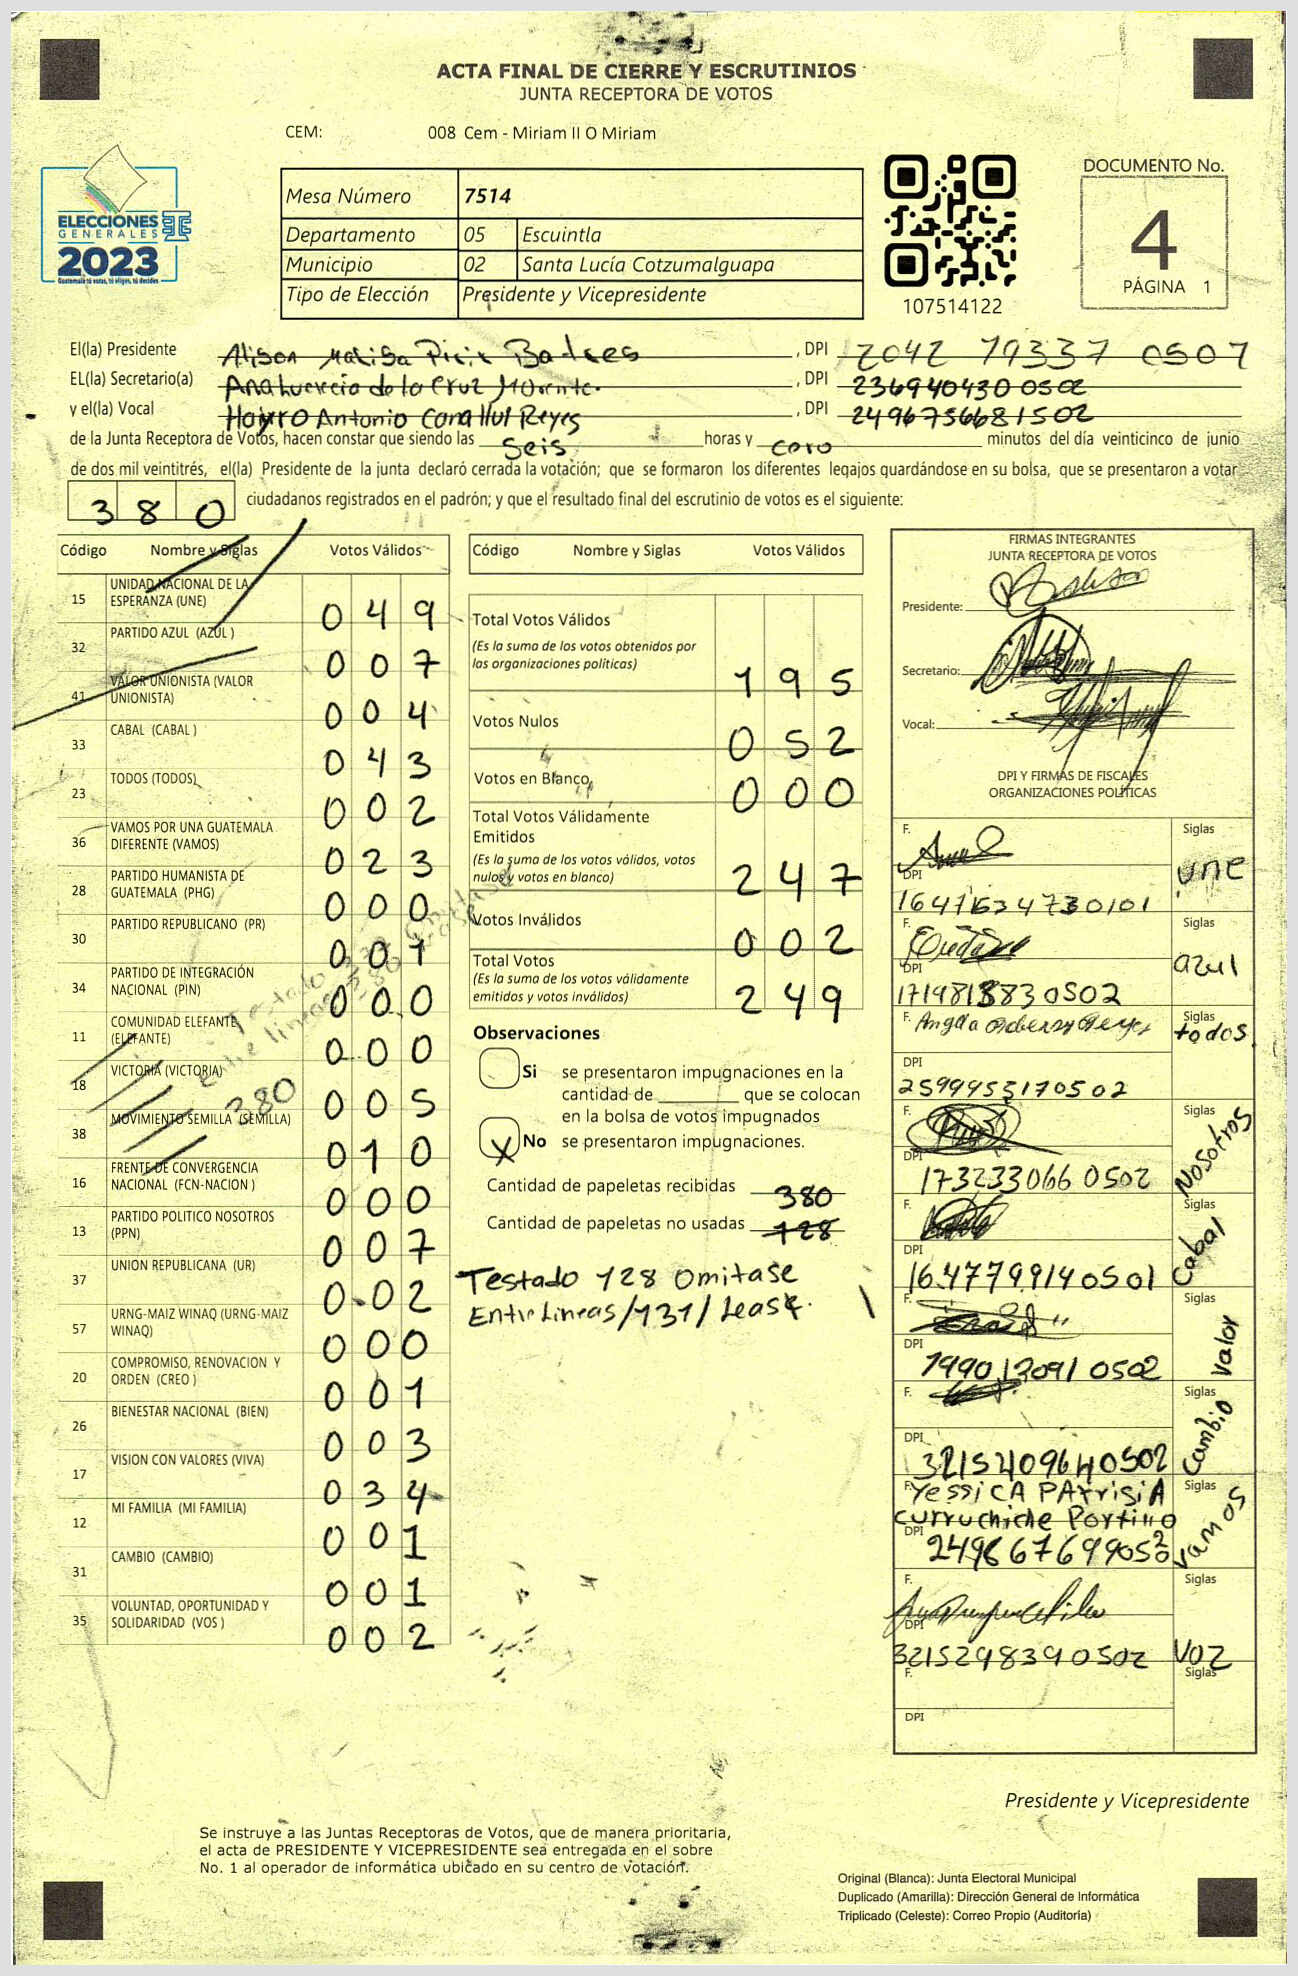 ACTA FINAL DE CIERRE Y ESCRUTINIOS
JUNTA RECEPTORA DE VOTOS
CEM: 008 Cem - Miriam II O Miriam
ELECCIONES
GENERALES
2023
Guatemala tú votas, tú eliges, tú decides
Mesa Número 7514
Departamento 05 Escuintla
Municipio 02 Santa Lucía Cotzumalguapa
Tipo de Elección Presidente y Vicepresidente
107514122
DOCUMENTO No.
4
PÁGINA 1
El(la) Presidente Alison Pirir , DPI 2042 79337 0507
EL(la) Secretario(a) de la Cruz , DPI 236940430 0502
y el(la) Vocal Antonio Reyes , DPI 2496756681502
de la Junta Receptora de Votos, hacen constar que siendo las Seis horas y cero minutos del día veinticinco de junio
de dos mil veintitrés, el(la) Presidente de la junta declaró cerrada la votación; que se formaron los diferentes legajos guardándose en su bolsa, que se presentaron a votar
380 ciudadanos registrados en el padrón; y que el resultado final del escrutinio de votos es el siguiente:
Código Nombre y Siglas Votos Válidos
15 UNIDAD NACIONAL DE LA ESPERANZA (UNE) 049
32 PARTIDO AZUL (AZUL ) 007
41 VALOR UNIONISTA (VALOR UNIONISTA) 004
33 CABAL (CABAL ) 043
23 TODOS (TODOS) 002
36 VAMOS POR UNA GUATEMALA DIFERENTE (VAMOS) 023
28 PARTIDO HUMANISTA DE GUATEMALA (PHG) 000
30 PARTIDO REPUBLICANO (PR) 001
34 PARTIDO DE INTEGRACIÓN NACIONAL (PIN) 000
11 COMUNIDAD ELEFANTE (ELEFANTE) 000
18 VICTORIA (VICTORIA) 005
38 MOVIMIENTO SEMILLA (SEMILLA) 010
16 FRENTE DE CONVERGENCIA NACIONAL (FCN-NACION ) 000
13 PARTIDO POLITICO NOSOTROS (PPN) 007
37 UNION REPUBLICANA (UR) 002
57 URNG-MAIZ WINAQ (URNG-MAIZ WINAQ) 000
20 COMPROMISO, RENOVACION Y ORDEN (CREO ) 001
26 BIENESTAR NACIONAL (BIEN) 003
17 VISION CON VALORES (VIVA) 034
12 MI FAMILIA (MI FAMILIA) 001
31 CAMBIO (CAMBIO) 001
35 VOLUNTAD, OPORTUNIDAD Y SOLIDARIDAD (VOS ) 002
Testado
entre lineas 380
380
Código Nombre y Siglas Votos Válidos
Total Votos Válidos
(Es la suma de los votos obtenidos por
las organizaciones políticas)
195
Votos Nulos 052
Votos en Blanco 000
Total Votos Válidamente
Emitidos
(Es la suma de los votos válidos, votos
nulos y votos en blanco)
247
Votos Inválidos 002
Total Votos
(Es la suma de los votos válidamente
emitidos y votos inválidos)
249
Observaciones
Si se presentaron impugnaciones en la
cantidad de que se colocan
en la bolsa de votos impugnados
X No se presentaron impugnaciones.
Cantidad de papeletas recibidas 380
Cantidad de papeletas no usadas 128
Testado 128 Omitase
Entre Lineas /131/ Lease.
FIRMAS INTEGRANTES
JUNTA RECEPTORA DE VOTOS
Presidente:
Secretario:
Vocal:
DPI Y FIRMAS DE FISCALES
ORGANIZACIONES POLÍTICAS
F. Siglas
DPI une
1647163473 0101
F. Siglas
DPI azul
0502
F. Angela Siglas
todos
DPI
2599455170502
F. Siglas
DPI Nosotros
173233066 0502
F. Siglas
DPI Cabal
1647799140501
F. Siglas
DPI Valor
199013091 0502
F. Siglas
DPI Cambio
3215409640502
F. Yessica Patrisia Siglas
Curruchiche Portillo
DPI Vamos
F. Siglas
DPI
3215298390502 VOZ
F. Siglas
DPI
Presidente y Vicepresidente
Se instruye a las Juntas Receptoras de Votos, que de manera prioritaria,
el acta de PRESIDENTE Y VICEPRESIDENTE sea entregada en el sobre
No. 1 al operador de informática ubicado en su centro de votación.
Original (Blanca): Junta Electoral Municipal
Duplicado (Amarilla): Dirección General de Informática
Triplicado (Celeste): Correo Propio (Auditoría)